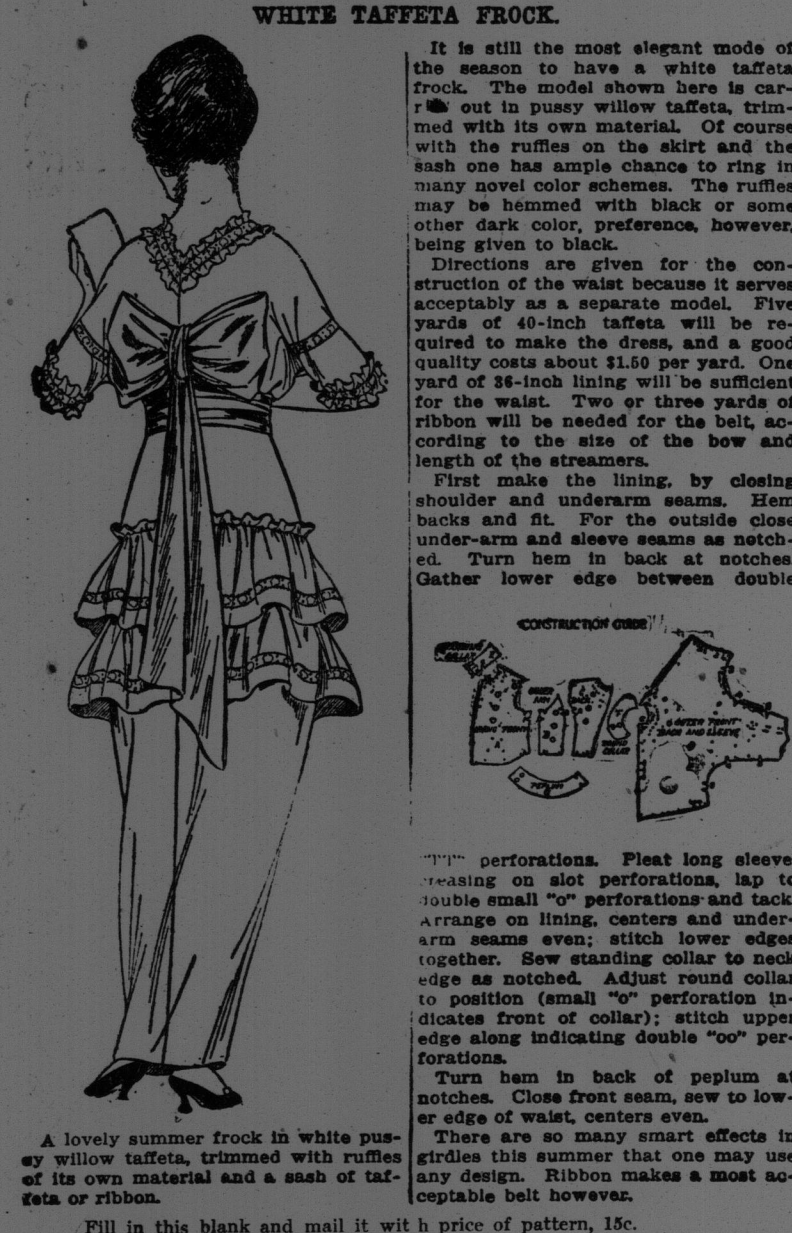 WHITE TAFFETA FROCK.
It is still the most elegant mode of
the season to have a white taffeta
frock. The model shown here is car-
out in pussy willow taffeta, trim-
med with its own material. Of course
with the ruffles on the skirt and the
sash one has ample chance to ring in
many novel color schemes. The ruffles
may be hemmed with black or some
other dark color, preference, however,
being given to black.
Directions are given for the con-
struction of the waist because it serves
acceptably as a separate model. Five
yards of 40-inch taffeta will be re-
quired to make the dress, and a good
quality costs about $1.50 per yard. One
yard of 36-inch lining will be sufficient
for the waist. Two or three yards of
ribbon will be needed for the belt, ac-
cording to the size of the bow and
length of the streamers.
First make the lining, by closing
shoulder and underarm seams. Hem
backs and fit. For the outside close
under-arm and sleeve seams as notch-
ed. Turn hem in back at notches.
Gather lower edge between double
CONSTRUCTION GUIDE
COLLAR
FRONT
UNDER
ARM
BACK
ROUND
COLLAR
OUTER FRONT
BACK AND SLEEVE
PEPLUM
"TT" perforations. Pleat long sleeve
creasing on slot perforations, lap to
double small "o" perforations and tack.
Arrange on lining, centers and under-
arm seams even; stitch lower edges
together. Sew standing collar to neck
edge as notched. Adjust round collar
to position (small "o" perforation in-
dicates front of collar); stitch upper
edge along indicating double "oo" per-
forations.
Turn hem in back of peplum at
notches. Close front seam, sew to low-
er edge of waist, centers even.
There are so many smart effects in
girdles this summer that one may use
any design. Ribbon makes a most ac-
ceptable belt however.
A lovely summer frock in white pus-
sy willow taffeta, trimmed with ruffles
of its own material and a sash of taf-
feta or ribbon.
Fill in this blank and mail it wit h price of pattern, 15c.